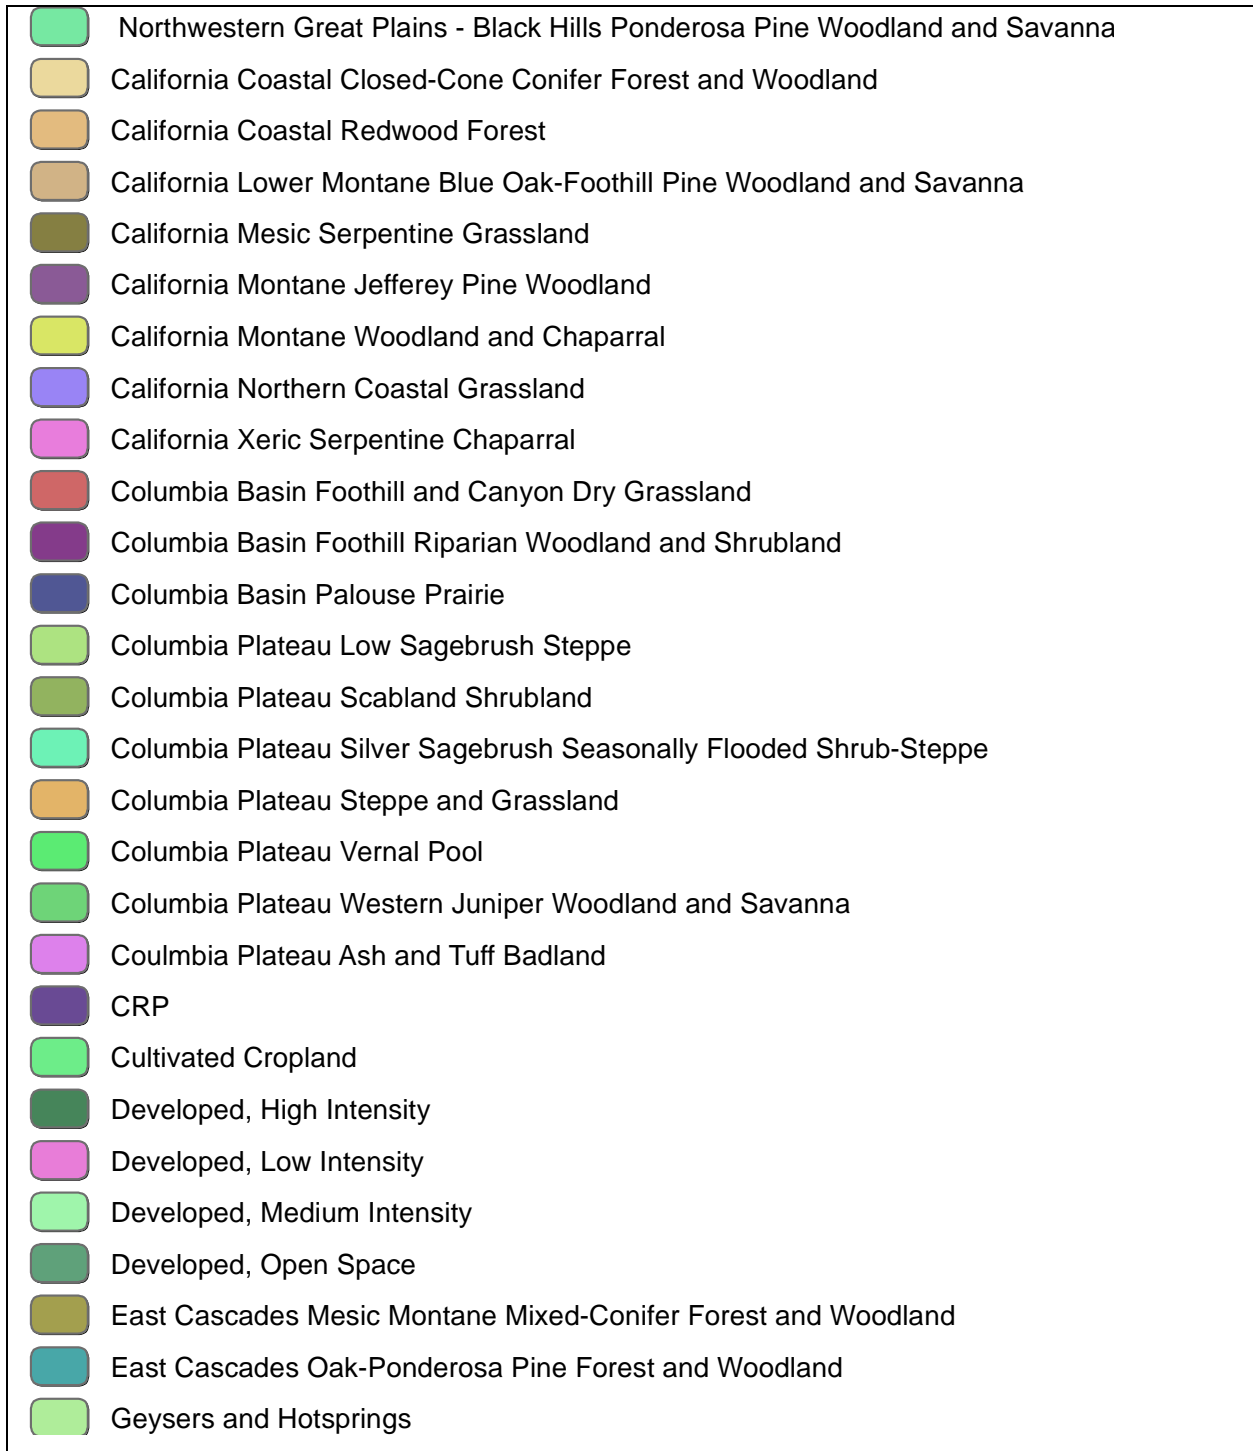 Northwestern Great Plains - Black Hills Ponderosa Pine Woodland and Savanna
California Coastal Closed-Cone Conifer Forest and Woodland
California Coastal Redwood Forest
California Lower Montane Blue Oak-Foothill Pine Woodland and Savanna
California Mesic Serpentine Grassland
California Montane Jefferey Pine Woodland
California Montane Woodland and Chaparral
California Northern Coastal Grassland
California Xeric Serpentine Chaparral
Columbia Basin Foothill and Canyon Dry Grassland
Columbia Basin Foothill Riparian Woodland and Shrubland
Columbia Basin Palouse Prairie
Columbia Plateau Low Sagebrush Steppe
Columbia Plateau Scabland Shrubland
Columbia Plateau Silver Sagebrush Seasonally Flooded Shrub-Steppe
Columbia Plateau Steppe and Grassland
Columbia Plateau Vernal Pool
Columbia Plateau Western Juniper Woodland and Savanna
Coulmbia Plateau Ash and Tuff Badland
CRP
Cultivated Cropland
Developed, High Intensity
Developed, Low Intensity
Developed, Medium Intensity
Developed, Open Space
East Cascades Mesic Montane Mixed-Conifer Forest and Woodland
East Cascades Oak-Ponderosa Pine Forest and Woodland
Geysers and Hotsprings